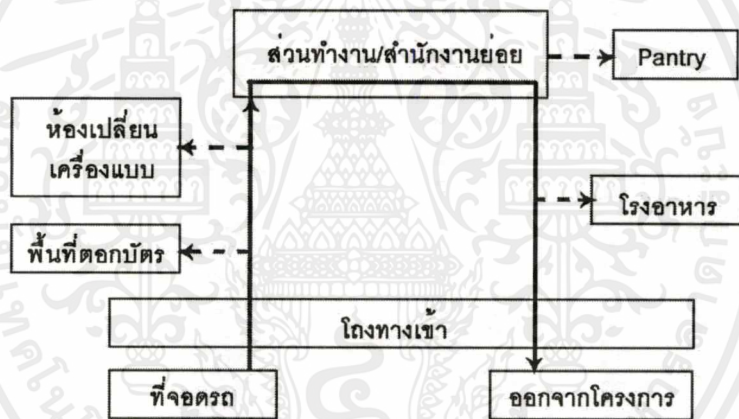 ส่วนทำงาน/สำนักงานย่อย
Pantry
ห้องเปลี่ยน
เครื่องแบบ
โรงอาหาร
พื้นที่ตอกบัตร
โถงทางเข้า
ที่จอดรถ
ออกจากโครงการ